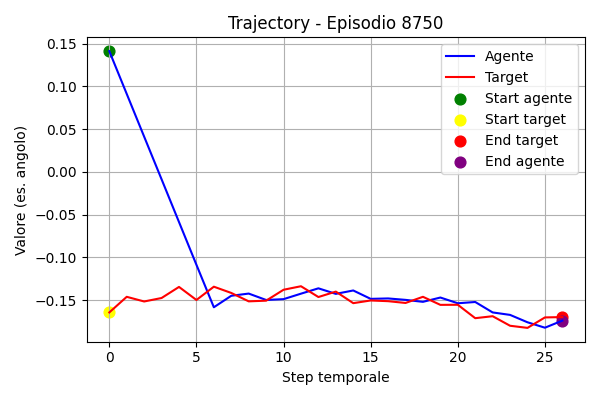 Trajectory - Episodio 8750
Valore (es. angolo)
0.15
0.10
0.05
0.00
−0.05
−0.10
−0.15
Agente
Target
Start agente
Start target
End target
End agente
0 5 10 15 20 25
Step temporale